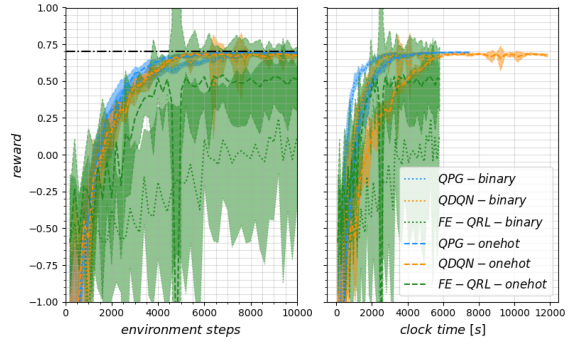 reward
1.00
0.75
0.50
0.25
0.00
−0.25
−0.50
−0.75
−1.00
0 2000 4000 6000 8000 10000
environment steps
0 2000 4000 6000 8000 10000 12000
clock time [s]
QPG − binary
QDQN − binary
FE − QRL − binary
QPG − onehot
QDQN − onehot
FE − QRL − onehot